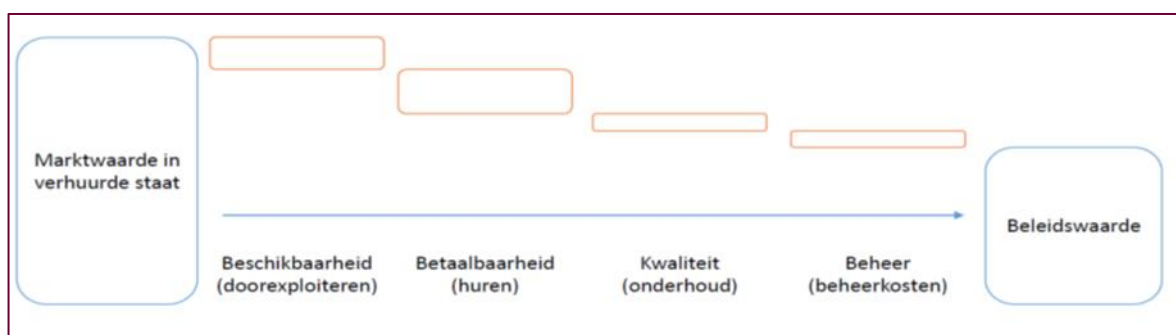 Marktwaarde in
verhuurde staat
Beschikbaarheid
(doorexploiteren)
Betaalbaarheid
(huren)
Kwaliteit
(onderhoud)
Beheer
(beheerkosten)
Beleidswaarde